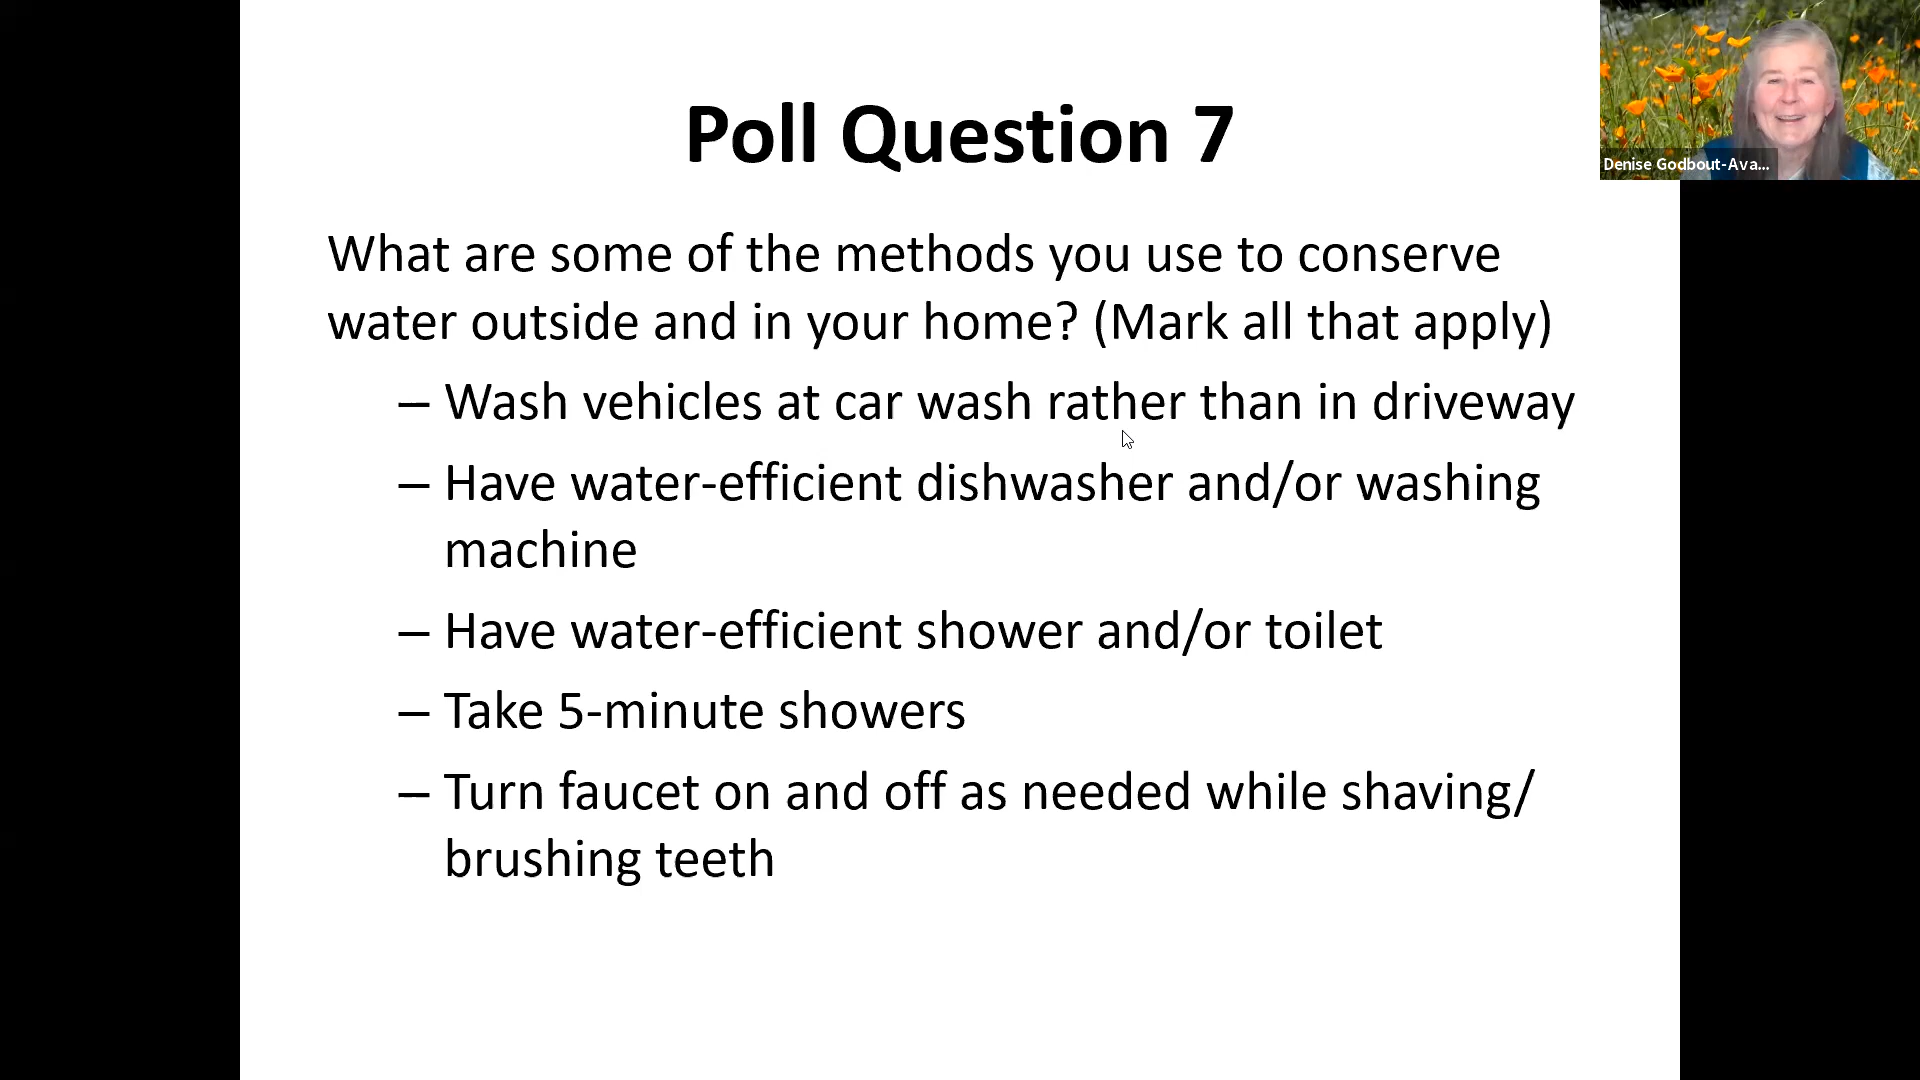 Poll Question 7
Denise Godbout-Ava...
What are some of the methods you use to conserve
water outside and in your home? (Mark all that apply)
– Wash vehicles at car wash rather than in driveway
– Have water-efficient dishwasher and/or washing
machine
– Have water-efficient shower and/or toilet
– Take 5-minute showers
– Turn faucet on and off as needed while shaving/
brushing teeth